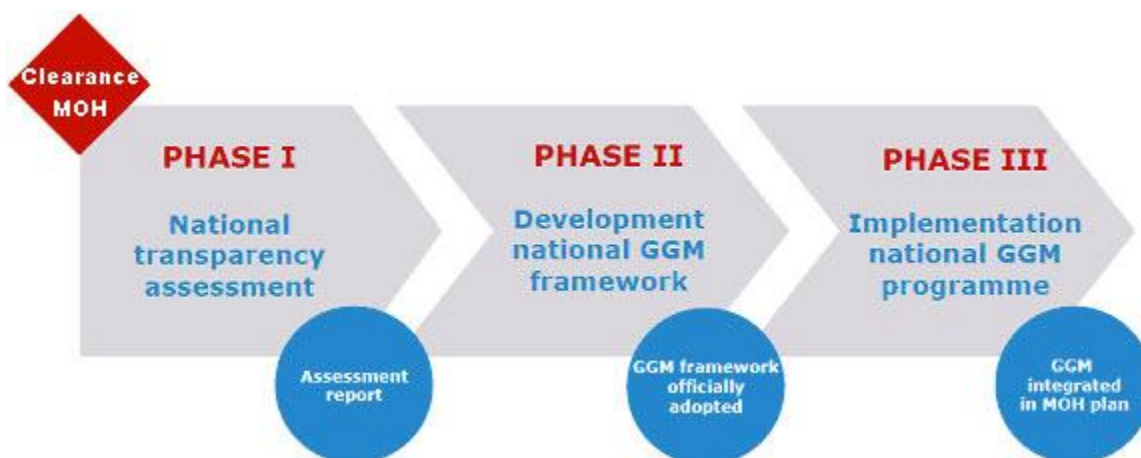 Clearance
MOH
PHASE I
National
transparency
assessment
Assessment
report
PHASE II
Development
national GGM
framework
GGM framework
officially
adopted
PHASE III
Implementation
national GGM
programme
GGM
integrated
in MOH plan